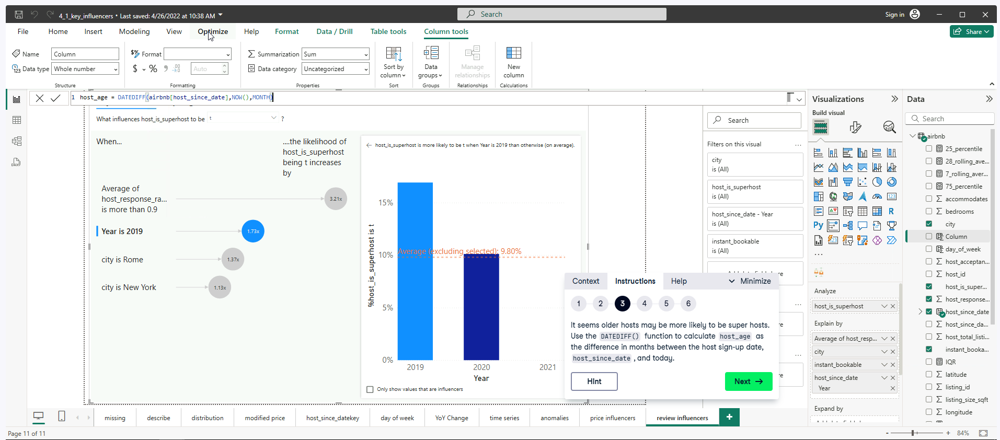 4_1_key_influencers • Last saved: 4/26/2022 at 10:38 AM
Search
Sign in
File Home Insert Modeling View Optimize Help Format Data / Drill Table tools Column tools
Share
Name Column
Data type Whole number
Structure
Format
$ % Auto
Formatting
Summarization Sum
Data category Uncategorized
Properties
Sort by
column
Sort
Data
groups
Groups
Manage
relationships
Relationships
New
column
Calculations
1 host_age = DATEDIFF(airbnb[host_since_date],NOW(),MONTH)
What influences host_is_superhost to be t ?
When...
....the likelihood of
host_is_superhost
being t increases
by
Average of
host_response_ra...
is more than 0.9
3.21x
Year is 2019
1.73x
city is Rome
1.37x
city is New York
1.13x
host_is_superhost is more likely to be t when Year is 2019 than otherwise (on average).
%host_is_superhost is t
15%
10%
5%
0%
Average (excluding selected): 9.80%
2019 2020 2021
Year
Only show values that are influencers
Search
Filters on this visual
...
city
is (All)
host_is_superhost
is (All)
host_since_date - Year
is (All)
instant_bookable
is (All)
Context Instructions Help Minimize
1 2 3 4 5 6
It seems older hosts may be more likely to be super hosts.
Use the DATEDIFF() function to calculate host_age as
the difference in months between the host sign-up date,
host_since_date , and today.
Hint
Next
Visualizations
Build visual
123
R
Py
...
Analyze
host_is_superhost
Explain by
Average of host_resp...
city
instant_bookable
host_since_date
Year
Expand by
Data
Search
airbnb
25_percentile
28_rolling_ave...
7_rolling_aver...
75_percentile
accommodates
bedrooms
city
Column
day_of_week
host_acceptan...
host_id
host_is_super...
host_response...
host_since_date
host_since_da...
host_total_listi...
instant_booka...
IQR
latitude
listing_id
listing_size_sqft
longitude
missing describe distribution modified price host_since_datekey day of week YoY Change time series anomalies price influencers review influencers +
Page 11 of 11
- + 84%